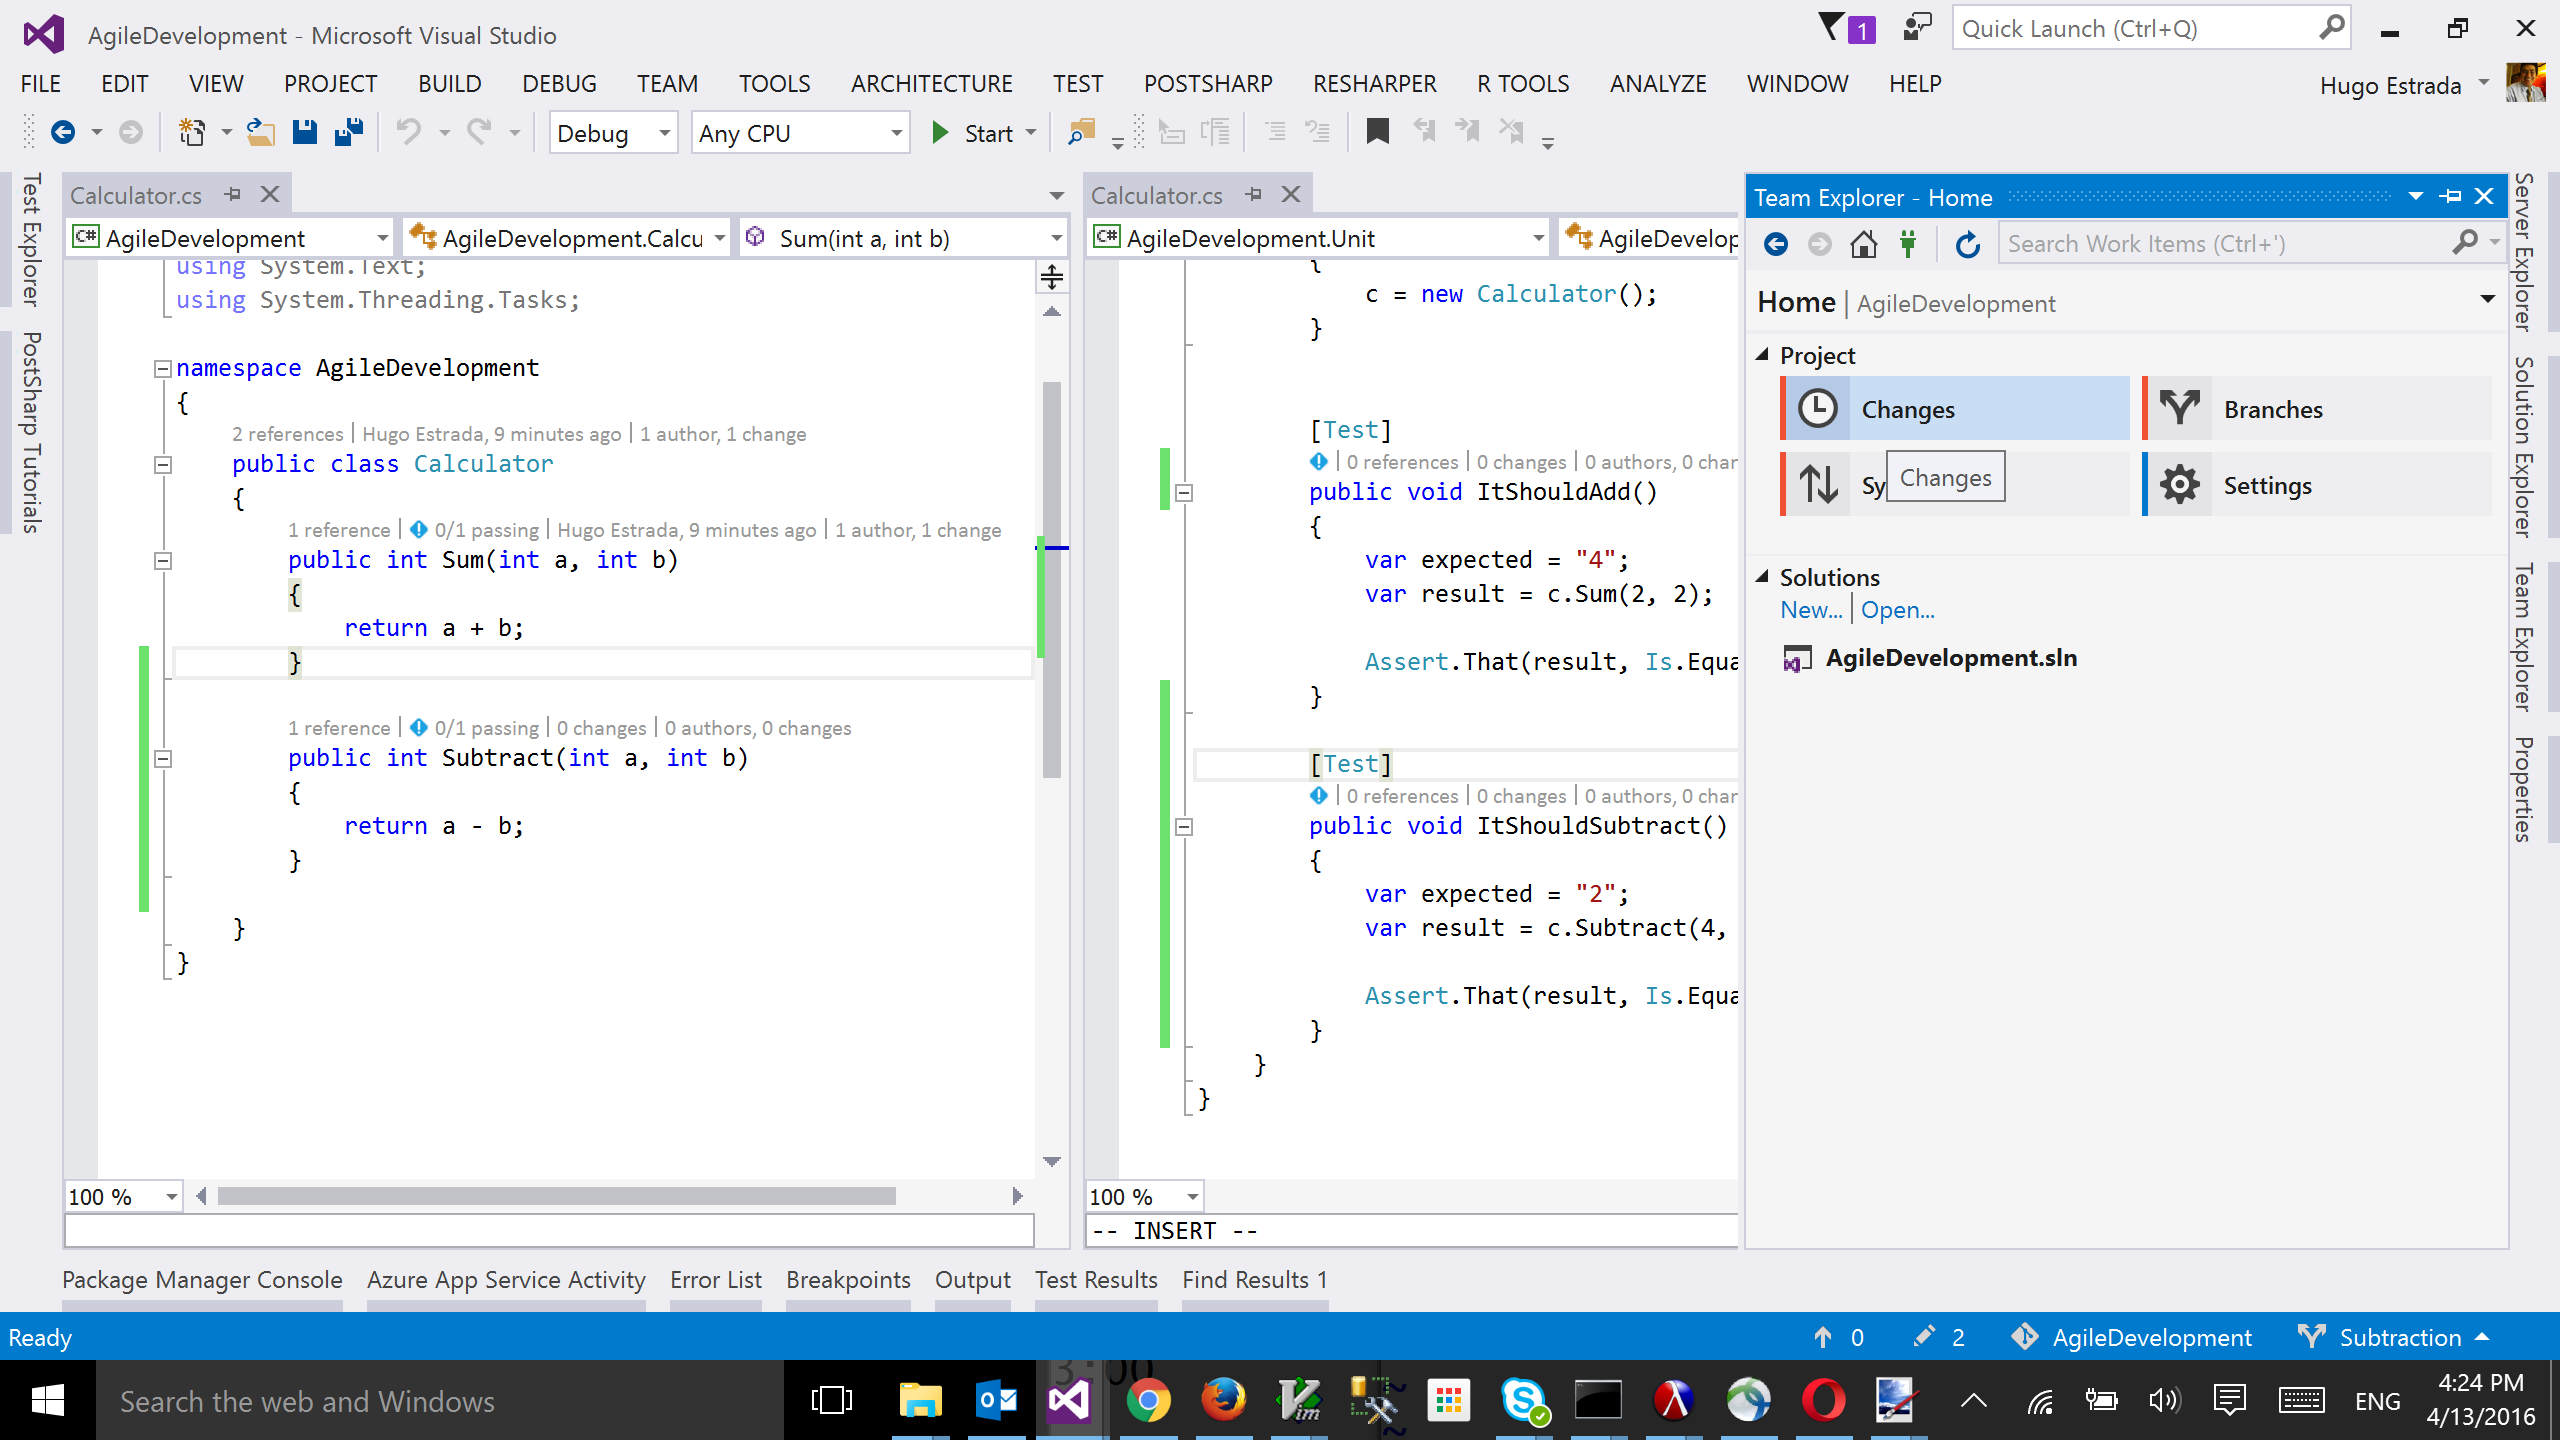 AgileDevelopment - Microsoft Visual Studio
1
Quick Launch (Ctrl+Q)
FILE EDIT VIEW PROJECT BUILD DEBUG TEAM TOOLS ARCHITECTURE TEST POSTSHARP RESHARPER R TOOLS ANALYZE WINDOW HELP
Hugo Estrada
Debug
Any CPU
Start
Test Explorer
PostSharp Tutorials
Calculator.cs
AgileDevelopment
AgileDevelopment.Calcu
Sum(int a, int b)
using System.Text;
using System.Threading.Tasks;
namespace AgileDevelopment
{
2 references | Hugo Estrada, 9 minutes ago | 1 author, 1 change
public class Calculator
{
1 reference | 0/1 passing | Hugo Estrada, 9 minutes ago | 1 author, 1 change
public int Sum(int a, int b)
{
return a + b;
}
1 reference | 0/1 passing | 0 changes | 0 authors, 0 changes
public int Subtract(int a, int b)
{
return a - b;
}
}
}
100 %
Calculator.cs
AgileDevelopment.Unit
AgileDevelop
{
c = new Calculator();
}
[Test]
| 0 references | 0 changes | 0 authors, 0 char
public void ItShouldAdd()
{
var expected = "4";
var result = c.Sum(2, 2);
Assert.That(result, Is.Equa
}
[Test]
| 0 references | 0 changes | 0 authors, 0 char
public void ItShouldSubtract()
{
var expected = "2";
var result = c.Subtract(4,
Assert.That(result, Is.Equa
}
}
}
100 %
-- INSERT --
Team Explorer - Home
Search Work Items (Ctrl+')
Home | AgileDevelopment
Project
Changes
Branches
Sy
Changes
Settings
Solutions
New... | Open...
AgileDevelopment.sln
Server Explorer
Solution Explorer
Team Explorer
Properties
Package Manager Console Azure App Service Activity Error List Breakpoints Output Test Results Find Results 1
Ready
0
2
AgileDevelopment
Subtraction
Search the web and Windows
3:00
Vim
ENG
4:24 PM
4/13/2016